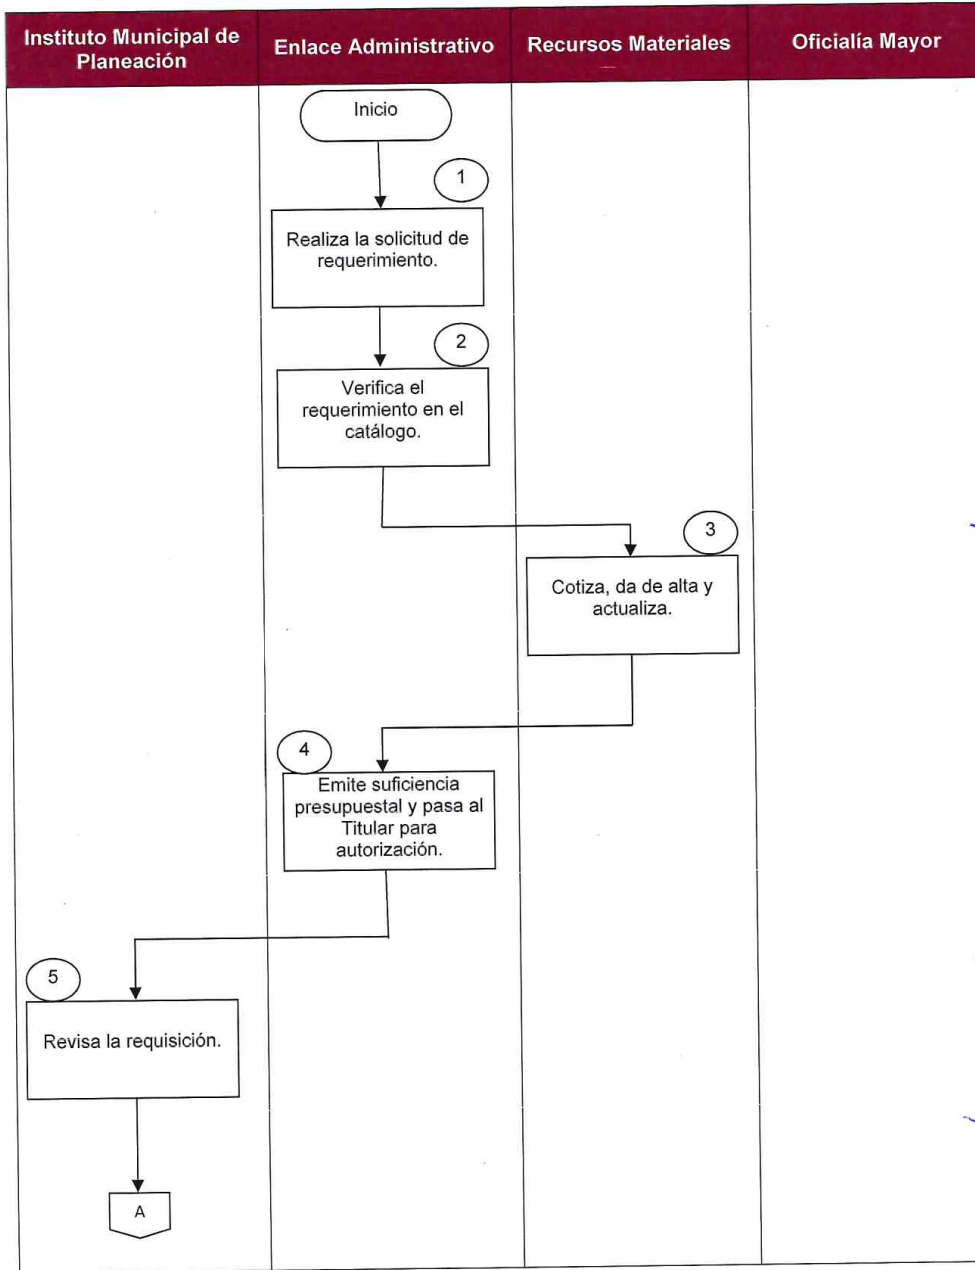 Instituto Municipal de
Planeación
Enlace Administrativo
Recursos Materiales
Oficialía Mayor
Inicio
1
Realiza la solicitud de
requerimiento.
2
Verifica el
requerimiento en el
catálogo.
3
Cotiza, da de alta y
actualiza.
4
Emite suficiencia
presupuestal y pasa al
Titular para
autorización.
5
Revisa la requisición.
A